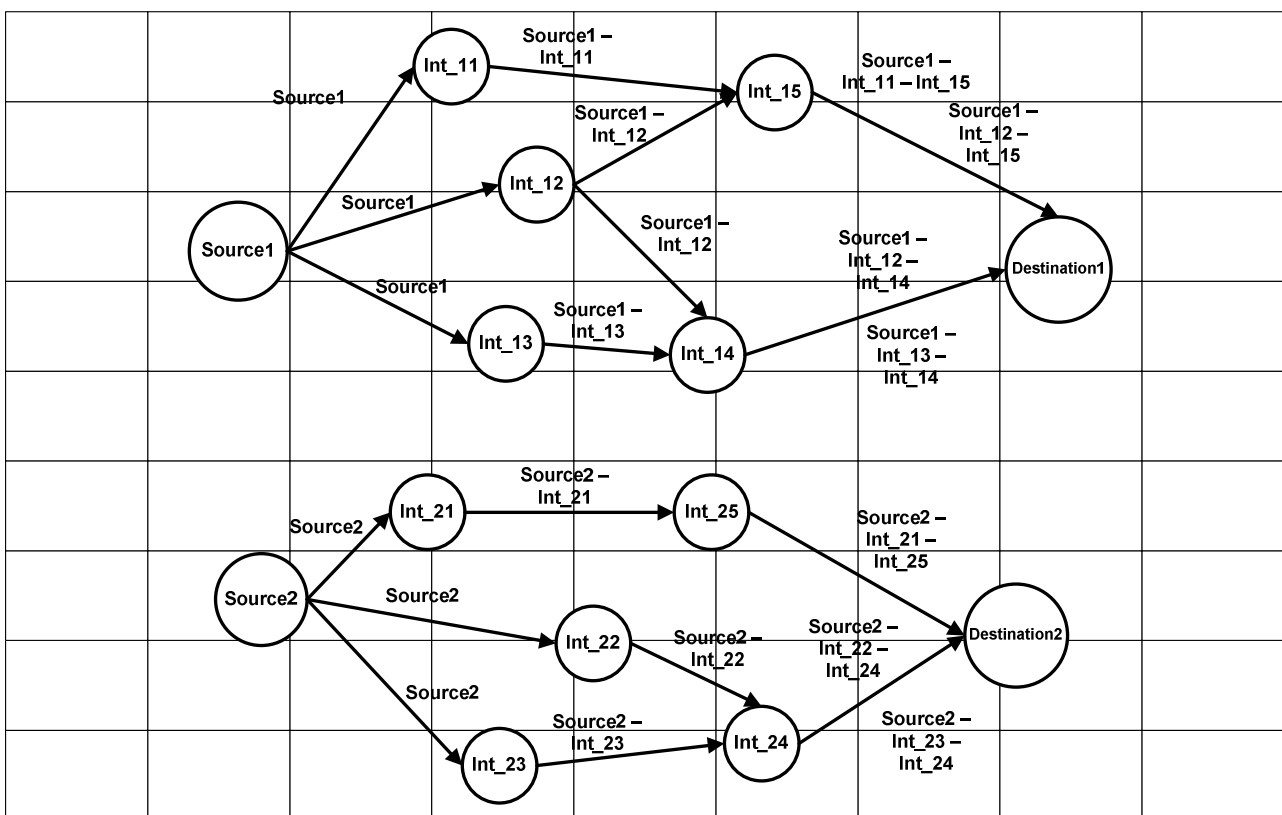 Source1 –
Int_11
Source1 –
Int_11 – Int_15
Int_11
Int_15
Source1
Source1 –
Int_12
Source1 –
Int_12 –
Int_15
Int_12
Source1
Source1 –
Int_12
Source1 –
Int_12 –
Int_14
Source1
Destination1
Source1
Source1 –
Int_13
Int_13
Int_14
Source1 –
Int_13 –
Int_14
Source2 –
Int_21
Int_21
Int_25
Source2
Source2 –
Int_21 –
Int_25
Source2
Source2
Source2 –
Int_22
Source2 –
Int_22 –
Int_24
Int_22
Destination2
Source2
Source2 –
Int_23
Int_23
Int_24
Source2 –
Int_23 –
Int_24